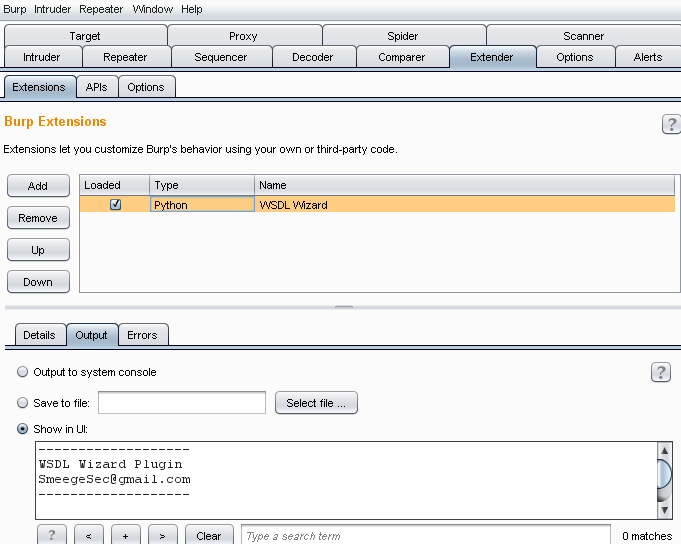 Burp Intruder Repeater Window Help
Target Proxy Spider Scanner
Intruder Repeater Sequencer Decoder Comparer Extender Options Alerts
Extensions APIs Options
Burp Extensions
?
Extensions let you customize Burp's behavior using your own or third-party code.
Add
Remove
Up
Down
Loaded Type Name
Python WSDL Wizard
Details Output Errors
Output to system console
?
Save to file: Select file ...
Show in UI:
-------------------
WSDL Wizard Plugin
SmeegeSec@gmail.com
-------------------
? < + > Clear Type a search term 0 matches